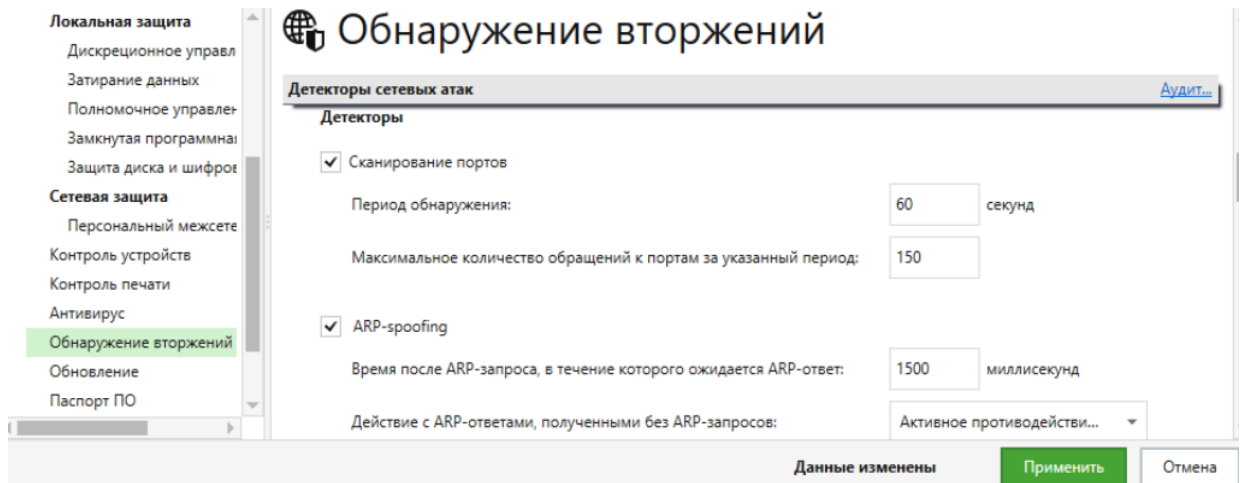 Локальная защита
Дискреционное управл
Затирание данных
Полномочное управлен
Замкнутая программна
Защита диска и шифров
Сетевая защита
Персональный межсете
Контроль устройств
Контроль печати
Антивирус
Обнаружение вторжений
Обновление
Паспорт ПО
Обнаружение вторжений
Детекторы сетевых атак Аудит...
Детекторы
Сканирование портов
Период обнаружения: 60 секунд
Максимальное количество обращений к портам за указанный период: 150
ARP-spoofing
Время после ARP-запроса, в течение которого ожидается ARP-ответ: 1500 миллисекунд
Действие с ARP-ответами, полученными без ARP-запросов: Активное противодействи...
Данные изменены Применить Отмена